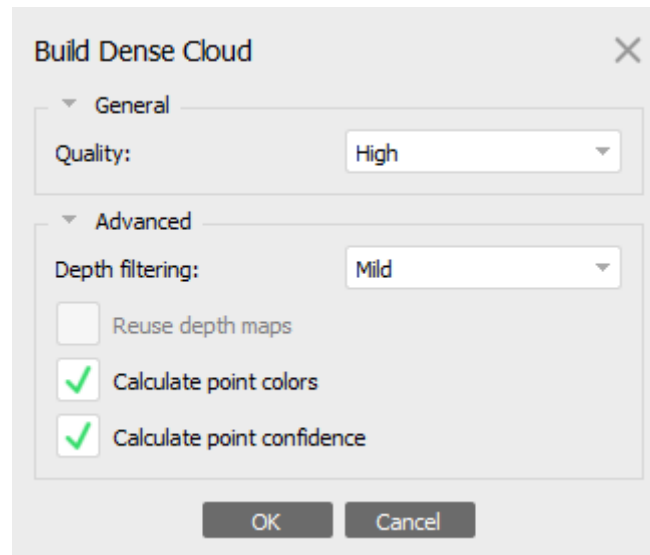 Build Dense Cloud
General
Quality: High
Advanced
Depth filtering: Mild
Reuse depth maps
Calculate point colors
Calculate point confidence
OK Cancel